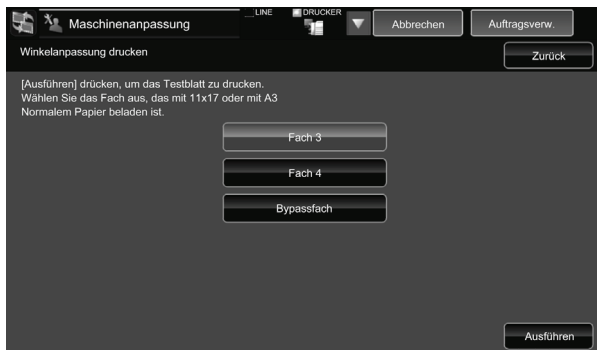 Maschinenanpassung
LINE
DRUCKER
Abbrechen
Auftragsverw.
Winkelanpassung drucken
Zurück
[Ausführen] drücken, um das Testblatt zu drucken.
Wählen Sie das Fach aus, das mit 11x17 oder mit A3
Normalem Papier beladen ist.
Fach 3
Fach 4
Bypassfach
Ausführen